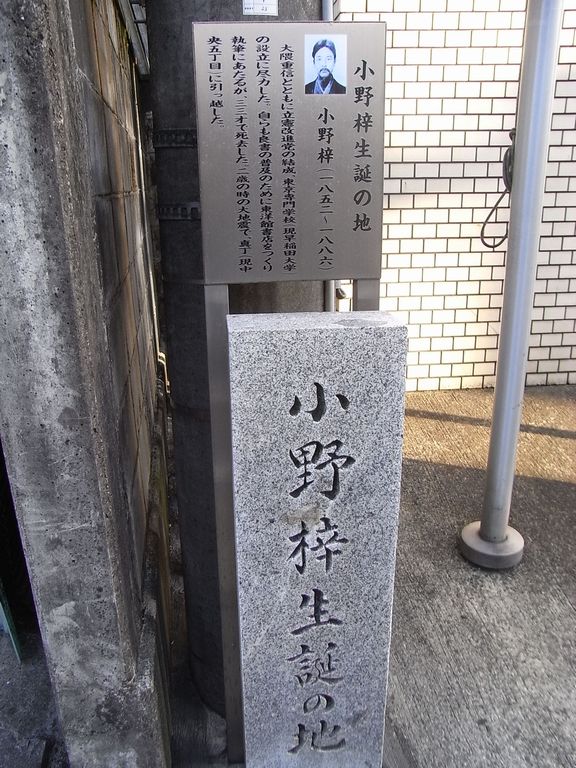 小野梓生誕の地
小野梓(一八五二~一八八六)
大隈重信とともに立憲改進党の結成、東京専門学校(現早稲田大学)
の設立に尽力した。自らも良書の普及のために東洋館書店をつくり
執筆にあたるが、三三才で死去した。二歳の時の大地震で、真丁(現中
央五丁目)に引っ越した。
小野梓生誕の地